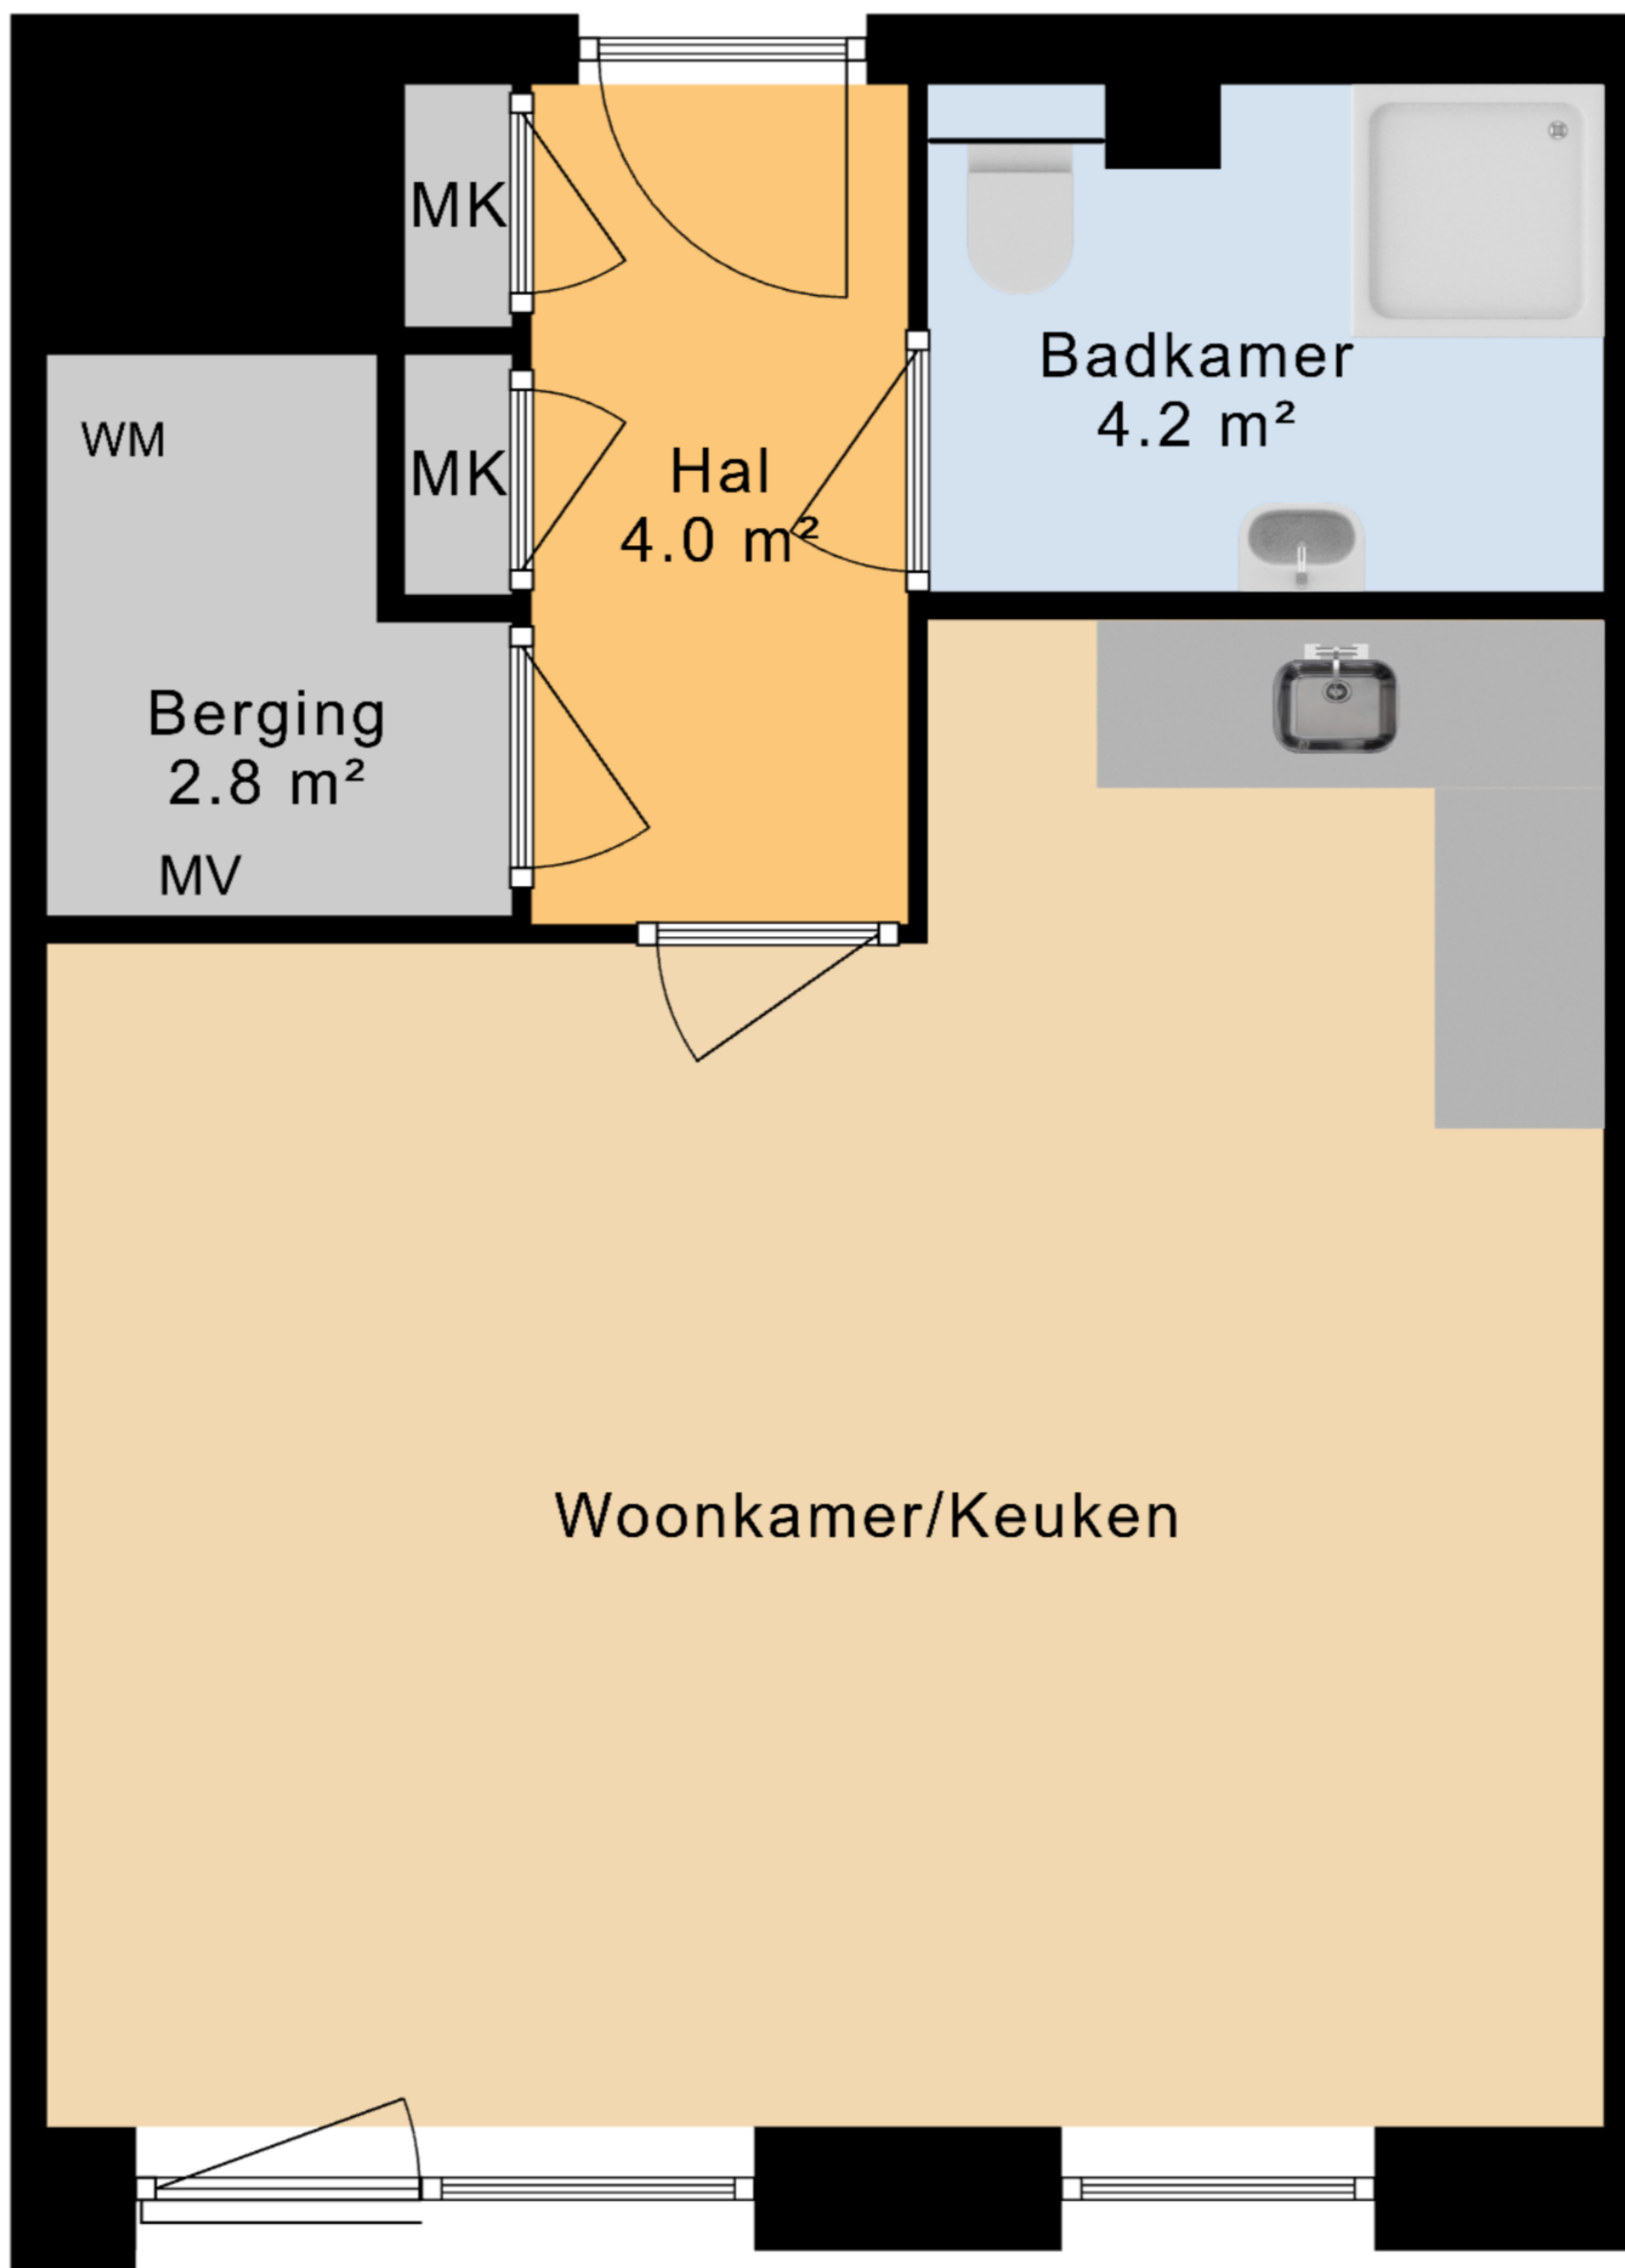 MK
Badkamer
4.2 m²
WM
MK
Hal
4.0 m²
Berging
2.8 m²
MV
Woonkamer/Keuken